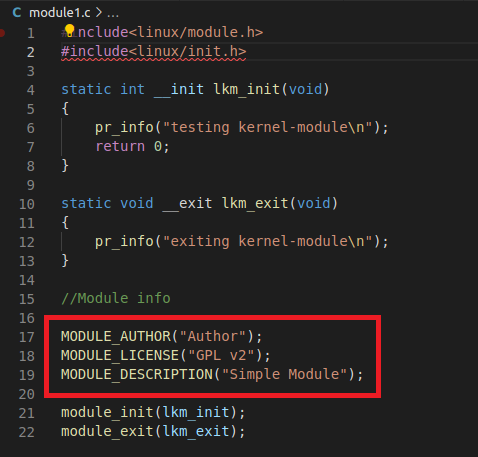 module1.c > ...
1 #include<linux/module.h>
2 #include<linux/init.h>
3
4 static int __init lkm_init(void)
5 {
6     pr_info("testing kernel-module\n");
7     return 0;
8 }
9
10 static void __exit lkm_exit(void)
11 {
12     pr_info("exiting kernel-module\n");
13 }
14
15 //Module info
16
17 MODULE_AUTHOR("Author");
18 MODULE_LICENSE("GPL v2");
19 MODULE_DESCRIPTION("Simple Module");
20
21 module_init(lkm_init);
22 module_exit(lkm_exit);